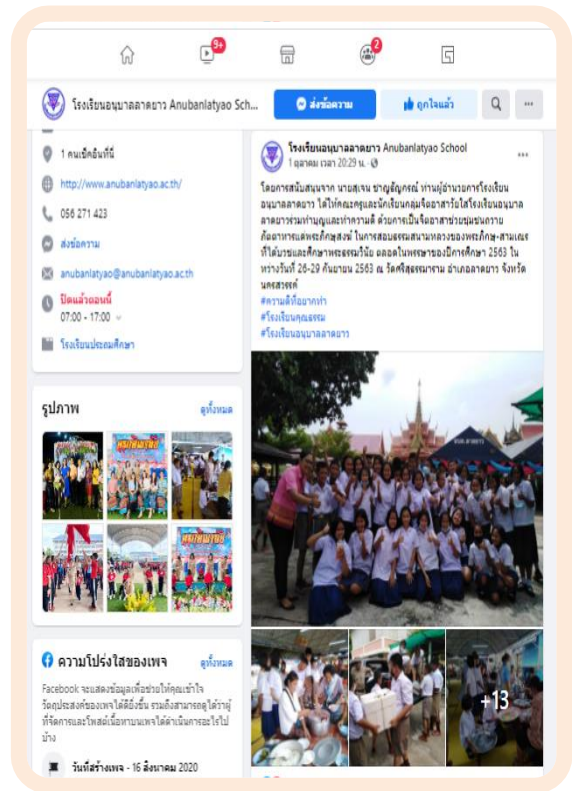 9+
2
โรงเรียนอนุบาลลาดยาว Anubanlatyao Sch...
ส่งข้อความ
ถูกใจแล้ว
1 คนเช็คอินที่นี่
http://www.anubanlatyao.ac.th/
056 271 423
ส่งข้อความ
anubanlatyao@anubanlatyao.ac.th
ปิดแล้วตอนนี้
07:00 - 17:00
โรงเรียนประถมศึกษา
รูปภาพ
ดูทั้งหมด
ความโปร่งใสของเพจ
ดูทั้งหมด
Facebook จะแสดงข้อมูลเพื่อช่วยให้คุณเข้าใจ
วัตถุประสงค์ของเพจได้ดียิ่งขึ้น รวมถึงสามารถดูได้ว่าผู้
ที่จัดการและโพสต์เนื้อหาบนเพจได้ดำเนินการอะไรไป
บ้าง
วันที่สร้างเพจ - 16 สิงหาคม 2020
โรงเรียนอนุบาลลาดยาว Anubanlatyao School
1 ตุลาคม เวลา 20:29 น.
โดยการสนับสนุนจาก นายสุเจน ชาญธัญกรณ์ ท่านผู้อำนวยการโรงเรียน
อนุบาลลาดยาว ได้ให้คณะครูและนักเรียนกลุ่มจิตอาสาวัยใสโรงเรียนอนุบาล
ลาดยาวร่วมทำบุญและทำความดี ด้วยการเป็นจิตอาสาช่วยชุมชนถวาย
ภัตตาหารแด่พระภิกษุสงฆ์ ในการสอบธรรมสนามหลวงของพระภิกษุ-สามเณร
ที่ได้บวชและศึกษาพระธรรมวินัย ตลอดในพรรษาของปีการศึกษา 2563 ใน
หว่างวันที่ 26-29 กันยายน 2563 ณ วัดศรีสุธรรมาราม อำเภอลาดยาว จังหวัด
นครสวรรค์
#ความดีที่อยากทำ
#โรงเรียนคุณธรรม
#โรงเรียนอนุบาลลาดยาว
+13